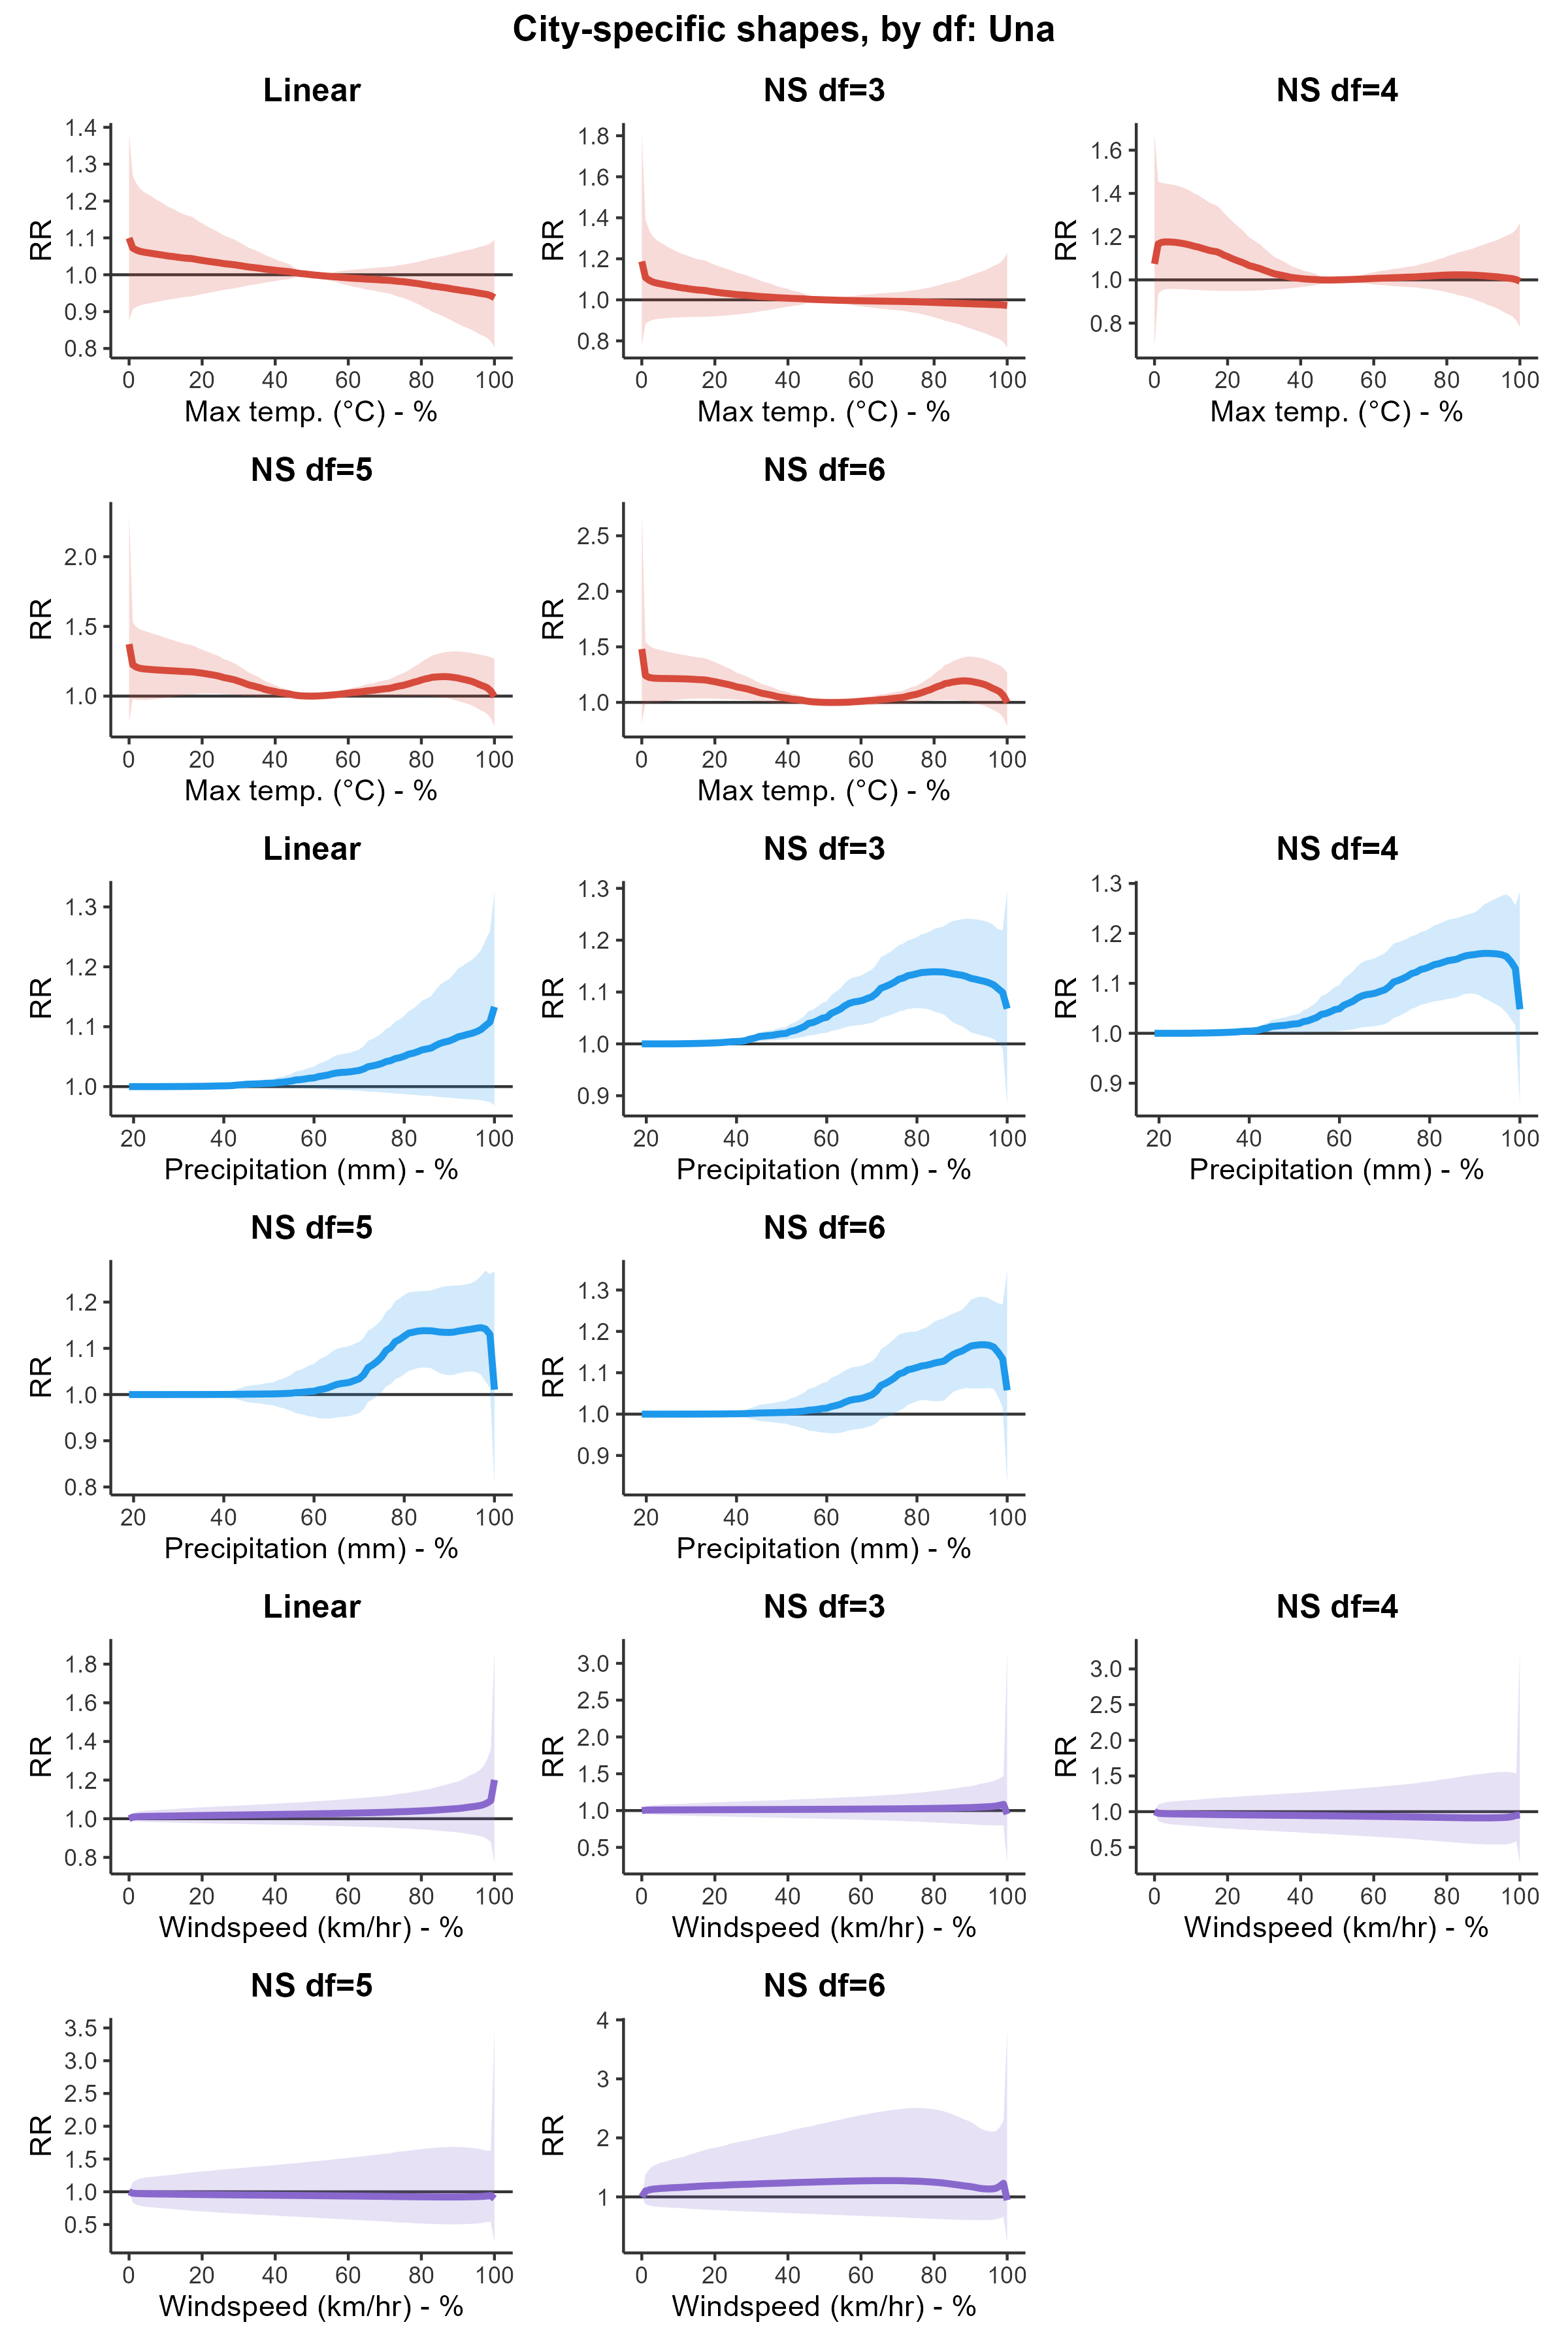 City-specific shapes, by df: Una
Linear
NS df=3
NS df=4
RR
1.4
1.3
1.2
1.1
1.0
0.9
0.8
0 20 40 60 80 100
Max temp. (°C) - %
RR
1.8
1.6
1.4
1.2
1.0
0.8
0 20 40 60 80 100
Max temp. (°C) - %
RR
1.6
1.4
1.2
1.0
0.8
0 20 40 60 80 100
Max temp. (°C) - %
NS df=5
NS df=6
RR
2.0
1.5
1.0
0 20 40 60 80 100
Max temp. (°C) - %
RR
2.5
2.0
1.5
1.0
0 20 40 60 80 100
Max temp. (°C) - %
Linear
NS df=3
NS df=4
RR
1.3
1.2
1.1
1.0
20 40 60 80 100
Precipitation (mm) - %
RR
1.3
1.2
1.1
1.0
0.9
20 40 60 80 100
Precipitation (mm) - %
RR
1.3
1.2
1.1
1.0
0.9
20 40 60 80 100
Precipitation (mm) - %
NS df=5
NS df=6
RR
1.2
1.1
1.0
0.9
0.8
20 40 60 80 100
Precipitation (mm) - %
RR
1.3
1.2
1.1
1.0
0.9
20 40 60 80 100
Precipitation (mm) - %
Linear
NS df=3
NS df=4
RR
1.8
1.6
1.4
1.2
1.0
0.8
0 20 40 60 80 100
Windspeed (km/hr) - %
RR
3.0
2.5
2.0
1.5
1.0
0.5
0 20 40 60 80 100
Windspeed (km/hr) - %
RR
3.0
2.5
2.0
1.5
1.0
0.5
0 20 40 60 80 100
Windspeed (km/hr) - %
NS df=5
NS df=6
RR
3.5
3.0
2.5
2.0
1.5
1.0
0.5
0 20 40 60 80 100
Windspeed (km/hr) - %
RR
4
3
2
1
0 20 40 60 80 100
Windspeed (km/hr) - %